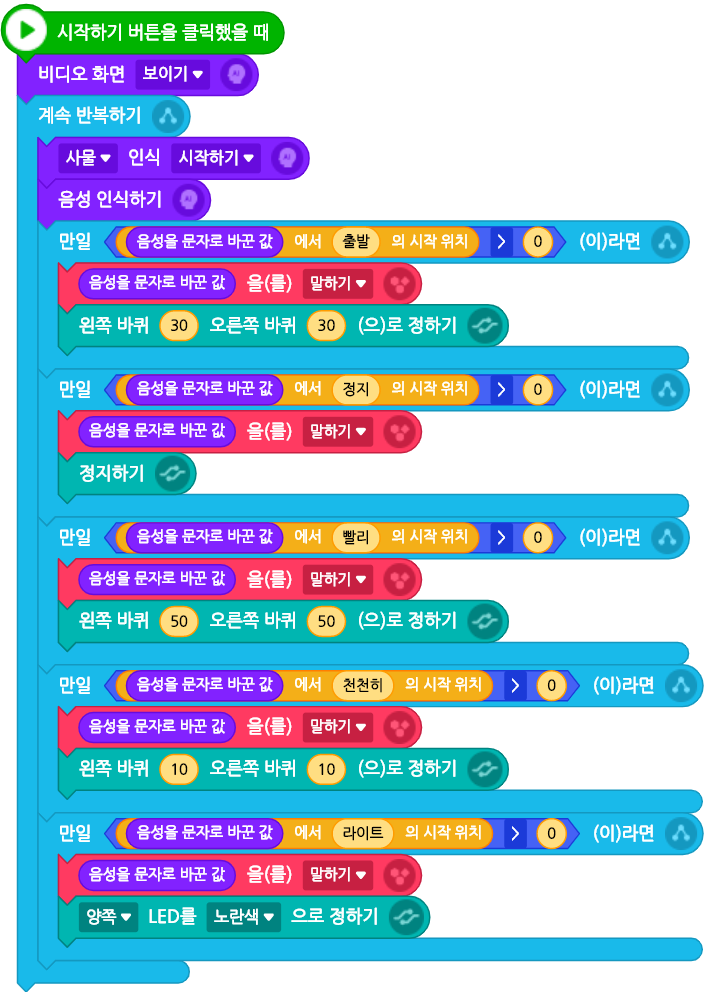 시작하기 버튼을 클릭했을 때
비디오 화면 보이기
계속 반복하기
사물 인식 시작하기
음성 인식하기
만일 음성을 문자로 바꾼 값 에서 출발 의 시작 위치 > 0 (이)라면
음성을 문자로 바꾼 값 을(를) 말하기
왼쪽 바퀴 30 오른쪽 바퀴 30 (으)로 정하기
만일 음성을 문자로 바꾼 값 에서 정지 의 시작 위치 > 0 (이)라면
음성을 문자로 바꾼 값 을(를) 말하기
정지하기
만일 음성을 문자로 바꾼 값 에서 빨리 의 시작 위치 > 0 (이)라면
음성을 문자로 바꾼 값 을(를) 말하기
왼쪽 바퀴 50 오른쪽 바퀴 50 (으)로 정하기
만일 음성을 문자로 바꾼 값 에서 천천히 의 시작 위치 > 0 (이)라면
음성을 문자로 바꾼 값 을(를) 말하기
왼쪽 바퀴 10 오른쪽 바퀴 10 (으)로 정하기
만일 음성을 문자로 바꾼 값 에서 라이트 의 시작 위치 > 0 (이)라면
음성을 문자로 바꾼 값 을(를) 말하기
양쪽 LED를 노란색 으로 정하기